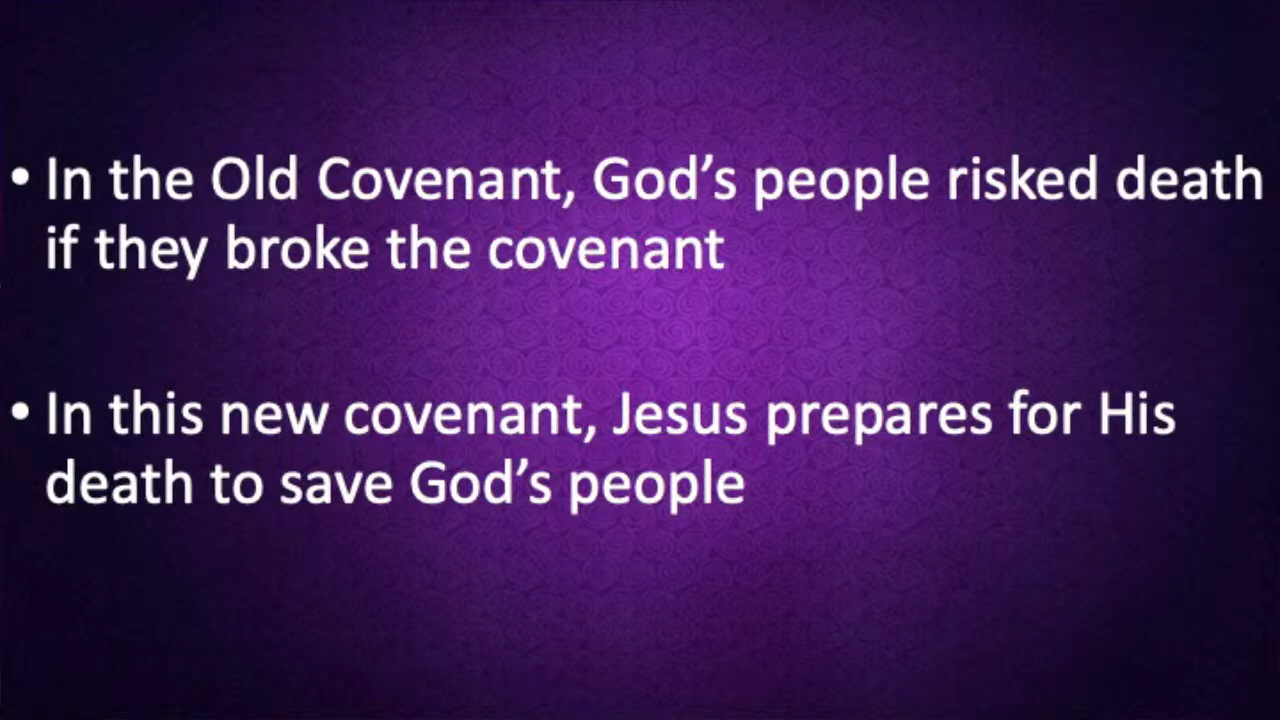 • In the Old Covenant, God’s people risked death
if they broke the covenant
• In this new covenant, Jesus prepares for His
death to save God’s people